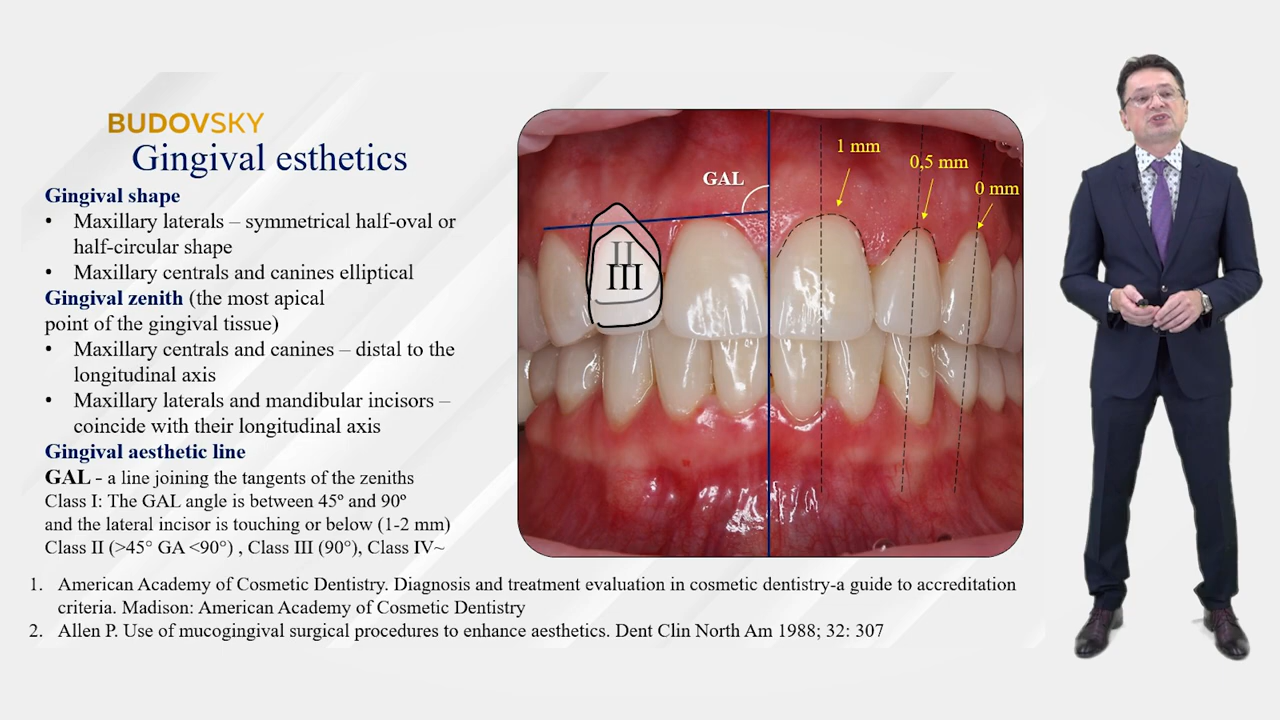 BUDOVSKY
Gingival esthetics
Gingival shape
• Maxillary laterals – symmetrical half-oval or
half-circular shape
• Maxillary centrals and canines elliptical
Gingival zenith (the most apical
point of the gingival tissue)
• Maxillary centrals and canines – distal to the
longitudinal axis
• Maxillary laterals and mandibular incisors –
coincide with their longitudinal axis
Gingival aesthetic line
GAL - a line joining the tangents of the zeniths
Class I: The GAL angle is between 45º and 90º
and the lateral incisor is touching or below (1-2 mm)
Class II (>45° GA <90°) , Class III (90°), Class IV~
GAL
II
III
1 mm
0,5 mm
0 mm
1. American Academy of Cosmetic Dentistry. Diagnosis and treatment evaluation in cosmetic dentistry-a guide to accreditation
criteria. Madison: American Academy of Cosmetic Dentistry
2. Allen P. Use of mucogingival surgical procedures to enhance aesthetics. Dent Clin North Am 1988; 32: 307